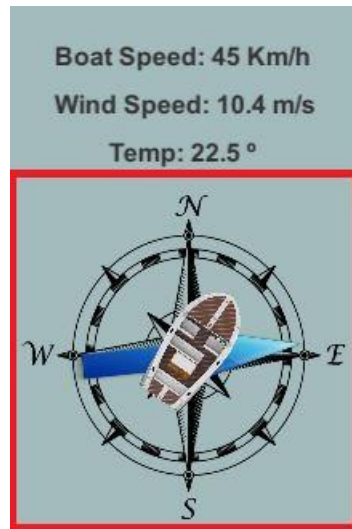 Boat Speed: 45 Km/h
Wind Speed: 10.4 m/s
Temp: 22.5 º
N
W E
S